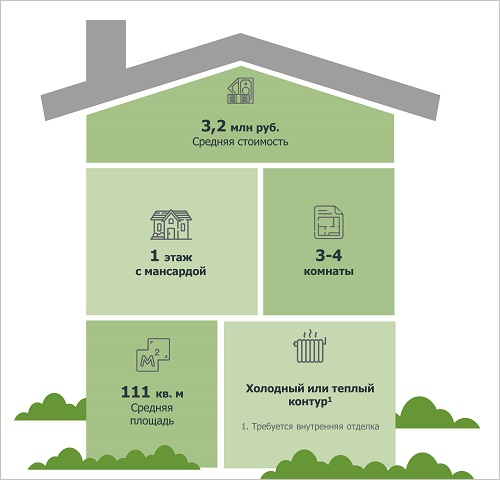 3,2 млн руб.
Средняя стоимость
1 этаж
с мансардой
3-4
комнаты
M²
111 кв. м
Средняя
площадь
Холодный или теплый
контур¹
1. Требуется внутренняя отделка